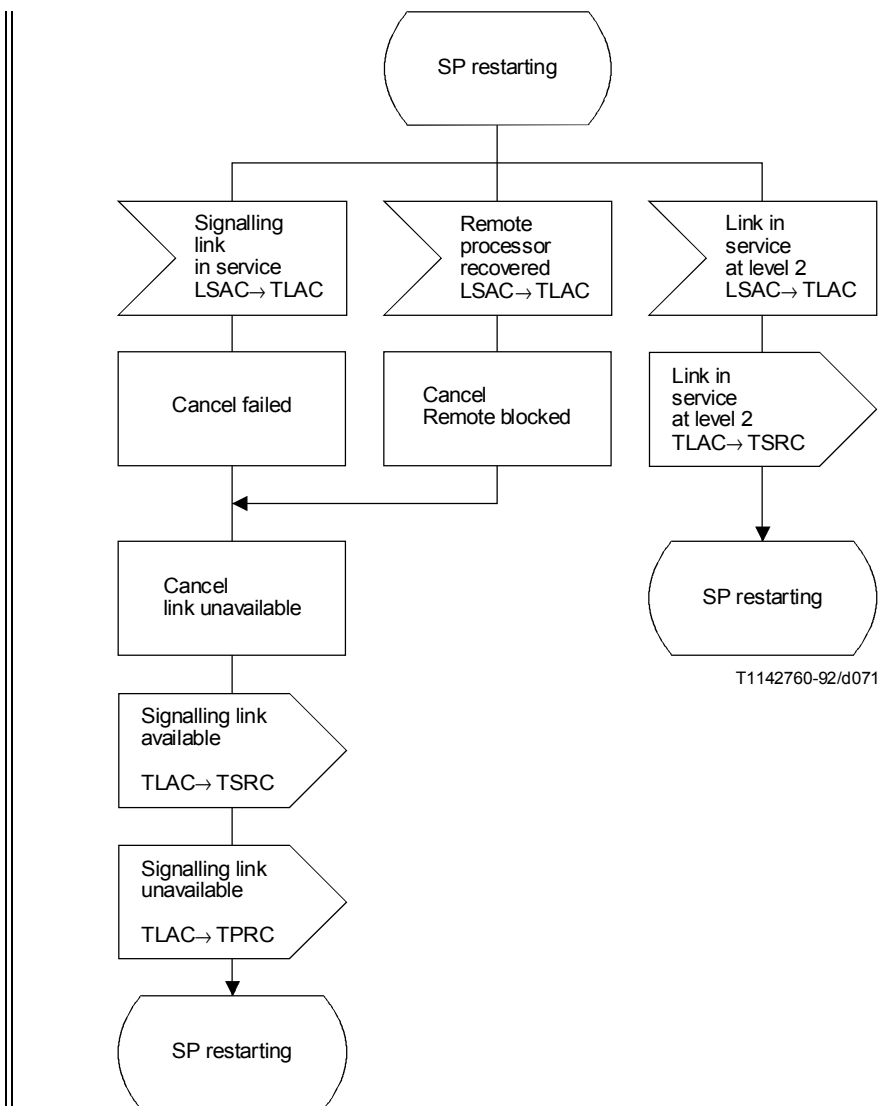 SP restarting
Signalling
link
in service
LSAC→TLAC
Remote
processor
recovered
LSAC→TLAC
Link in
service
at level 2
LSAC→TLAC
Cancel failed
Cancel
Remote blocked
Link in
service
at level 2
TLAC→TSRC
Cancel
link unavailable
SP restarting
T1142760-92/d071
Signalling link
available
TLAC→TSRC
Signalling link
unavailable
TLAC→TPRC
SP restarting